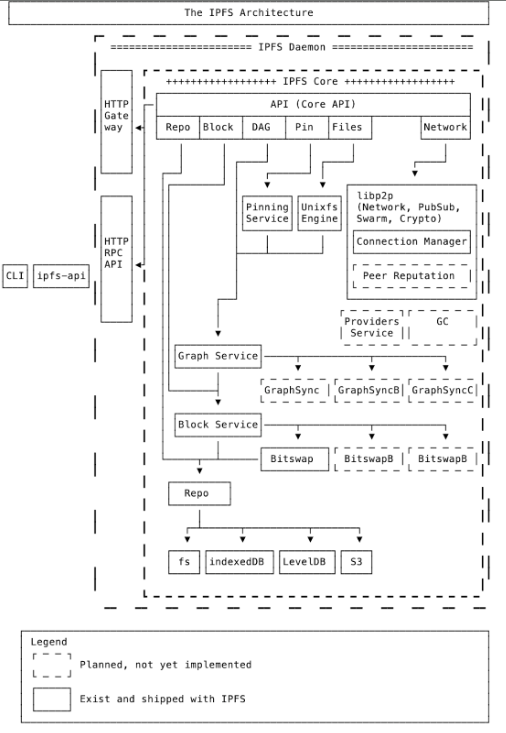 The IPFS Architecture
======================= IPFS Daemon =======================
++++++++++++++++++ IPFS Core ++++++++++++++++++
HTTP
Gate
way
API (Core API)
Repo Block DAG Pin Files Network
Pinning
Service
Unixfs
Engine
libp2p
(Network, PubSub,
Swarm, Crypto)
Connection Manager
Peer Reputation
HTTP
RPC
API
CLI ipfs-api
Providers
Service
GC
Graph Service
GraphSync GraphSyncB GraphSyncC
Block Service
Bitswap BitswapB BitswapB
Repo
fs indexedDB LevelDB S3
Legend
Planned, not yet implemented
Exist and shipped with IPFS